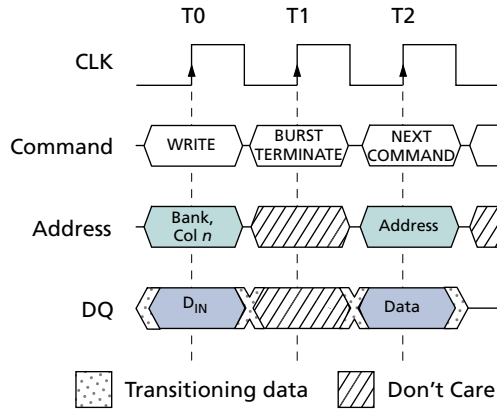 T0 T1 T2
CLK
Command WRITE BURST TERMINATE NEXT COMMAND
Address Bank, Col n Address
DQ DIN Data
Transitioning data Don't Care